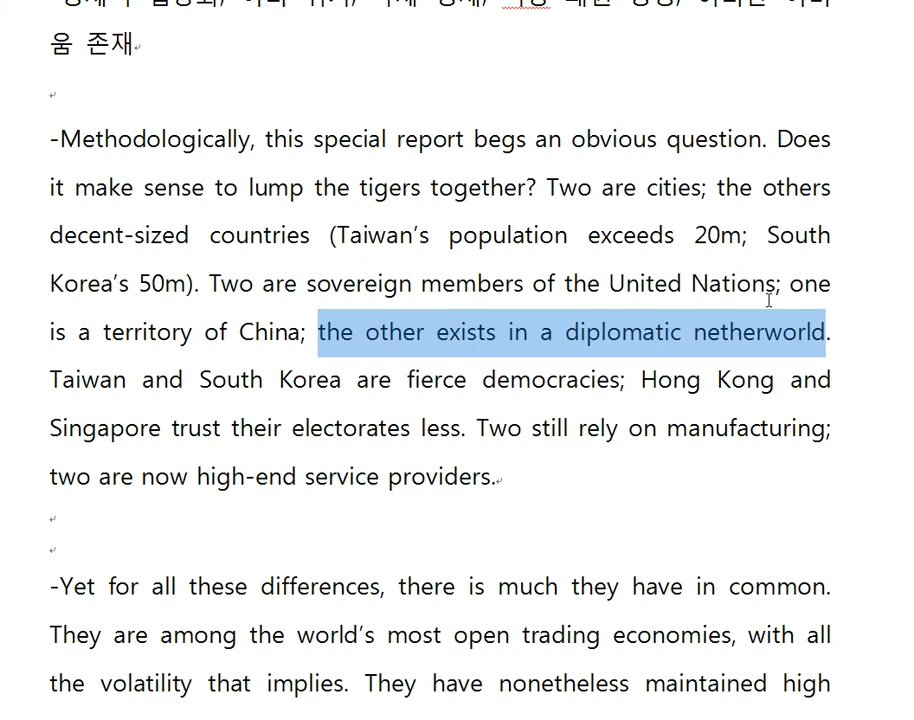 움 존재
-Methodologically, this special report begs an obvious question. Does
it make sense to lump the tigers together? Two are cities; the others
decent-sized countries (Taiwan’s population exceeds 20m; South
Korea’s 50m). Two are sovereign members of the United Nations; one
is a territory of China; the other exists in a diplomatic netherworld.
Taiwan and South Korea are fierce democracies; Hong Kong and
Singapore trust their electorates less. Two still rely on manufacturing;
two are now high-end service providers.
-Yet for all these differences, there is much they have in common.
They are among the world’s most open trading economies, with all
the volatility that implies. They have nonetheless maintained high